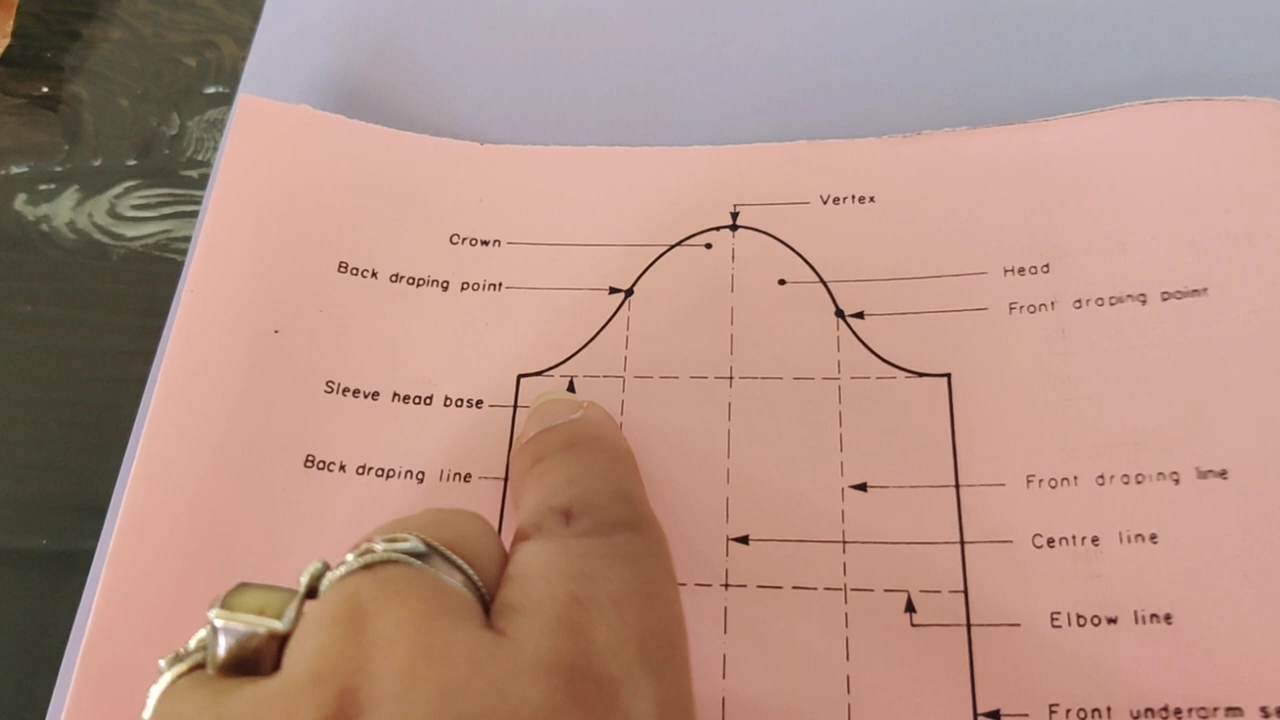 Vertex
Crown
Head
Back draping point
Front draping point
Sleeve head base
Back draping line
Front draping line
Centre line
Elbow line
Front underarm